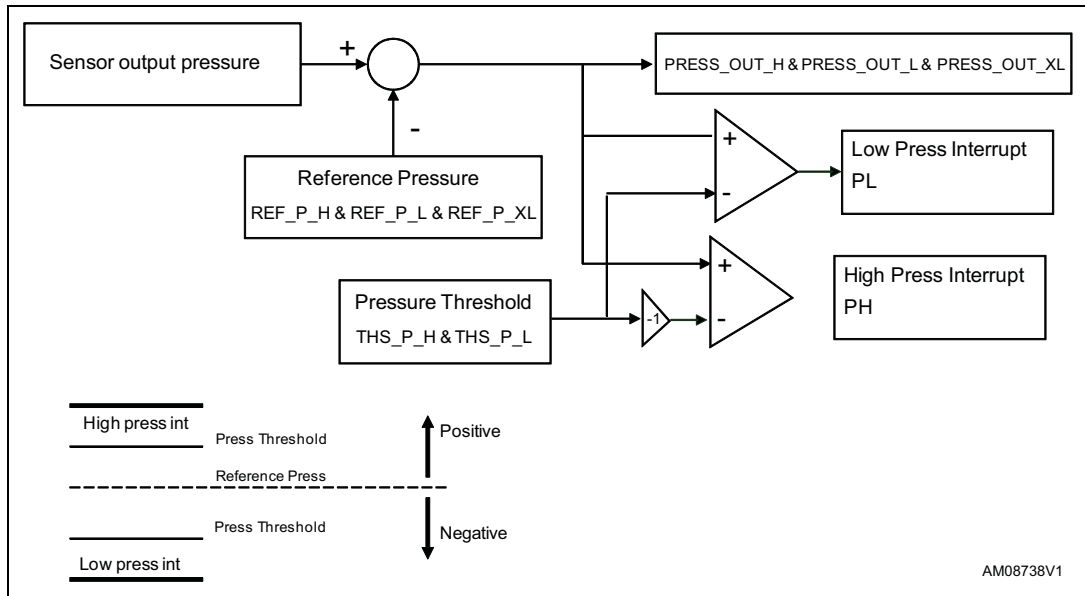 Sensor output pressure
+
-
PRESS_OUT_H & PRESS_OUT_L & PRESS_OUT_XL
Reference Pressure
REF_P_H & REF_P_L & REF_P_XL
+
-
Low Press Interrupt
PL
Pressure Threshold
THS_P_H & THS_P_L
-1
+
-
High Press Interrupt
PH
High press int
Press Threshold
Reference Press
Press Threshold
Low press int
Positive
Negative
AM08738V1